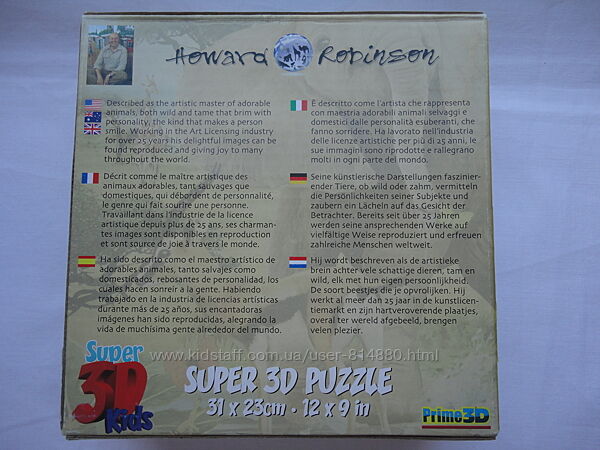 Howard Robinson
Described as the artistic master of adorable
animals, both wild and tame that brim with
personality, the kind that makes a person
smile. Working in the Art Licensing industry
for over 25 years his delightful images can be
found reproduced and giving joy to many
throughout the world.
Décrit comme le maître artistique des
animaux adorables, tant sauvages que
domestiques, qui débordent de personnalité,
le genre qui fait sourire une personne.
Travaillant dans l'industrie de la licence
artistique depuis plus de 25 ans, ses charman-
tes images sont disponibles en reproduction
et sont source de joie à travers le monde.
Ha sido descrito como el maestro artístico de
adorables animales, tanto salvajes como
domesticados, rebosantes de personalidad, los
cuales hacen sonreír a la gente. Habiendo
trabajado en la industria de licencias artísticas
durante más de 25 años, sus encantadoras
imágenes han sido reproducidas, alegrando la
vida de muchísima gente alrededor del mundo.
È descritto come l'artista che rappresenta
con maestria adorabili animali selvaggi e
domestici dalle personalità esuberanti, che
fanno sorridere. Ha lavorato nell'industria
delle licenze artistiche per più di 25 anni, le
sue immagini sono riprodotte e rallegrano
molti in ogni parte del mondo.
Seine künstlerische Darstellungen faszinieren-
der Tiere, ob wild oder zahm, vermitteln
die Persönlichkeiten seiner Subjekte und
zaubern ein Lächeln auf das Gesicht der
Betrachter. Bereits seit über 25 Jahren
werden seine ansprechenden Werke auf
vielfältige Weise reproduziert und erfreuen
zahlreiche Menschen weltweit.
Hij wordt beschreven als de artistieke
brein achter vele schattige dieren, tam en
wild, elk met hun eigen persoonlijkheid.
De soort beestjes die je opvrolijken. Hij
werkt al meer dan 25 jaar in de kunstlicen-
tiemarkt en zijn hartveroverende plaatjes,
overal ter wereld afgebeeld, brengen
velen plezier.
www.kidstaff.com.ua/user-814880.html
Super
3D
Kids
SUPER 3D PUZZLE
31 x 23cm · 12 x 9 in
Prime3D